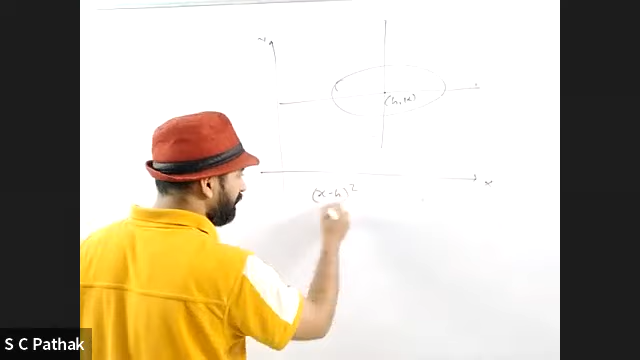 y
(h,k)
x
(x-h)²
S C Pathak